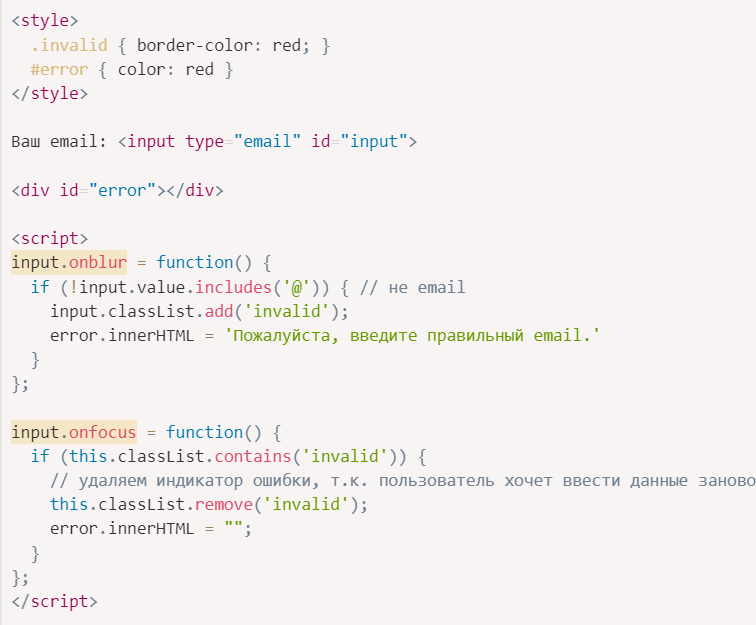 <style>
  .invalid { border-color: red; }
  #error { color: red }
</style>

Ваш email: <input type="email" id="input">

<div id="error"></div>

<script>
input.onblur = function() {
  if (!input.value.includes('@')) { // не email
    input.classList.add('invalid');
    error.innerHTML = 'Пожалуйста, введите правильный email.'
  }
};

input.onfocus = function() {
  if (this.classList.contains('invalid')) {
    // удаляем индикатор ошибки, т.к. пользователь хочет ввести данные заново
    this.classList.remove('invalid');
    error.innerHTML = "";
  }
};
</script>